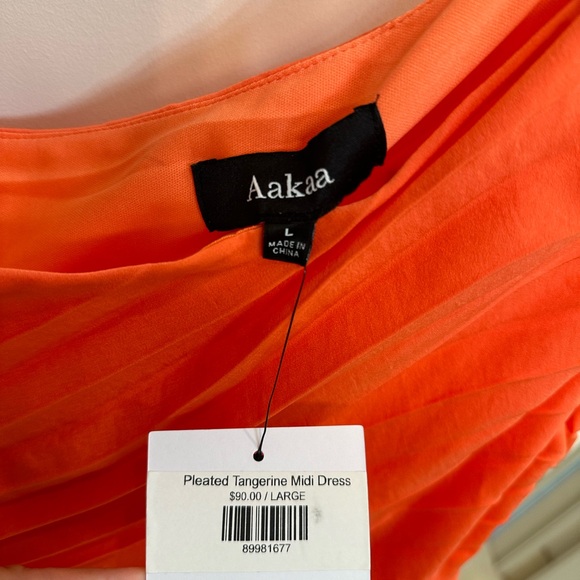 Aakaa
L
MADE IN
CHINA
Pleated Tangerine Midi Dress
$90.00 / LARGE
89981677